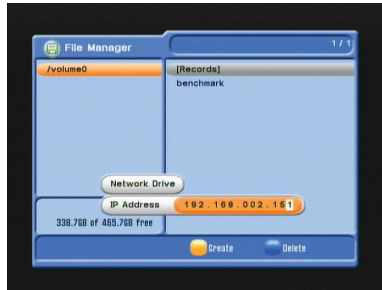 File Manager
1 / 1
/volume0
[Records]
benchmark
Network Drive
IP Address
192.168.002.151
338.7GB of 465.7GB free
Create
Delete